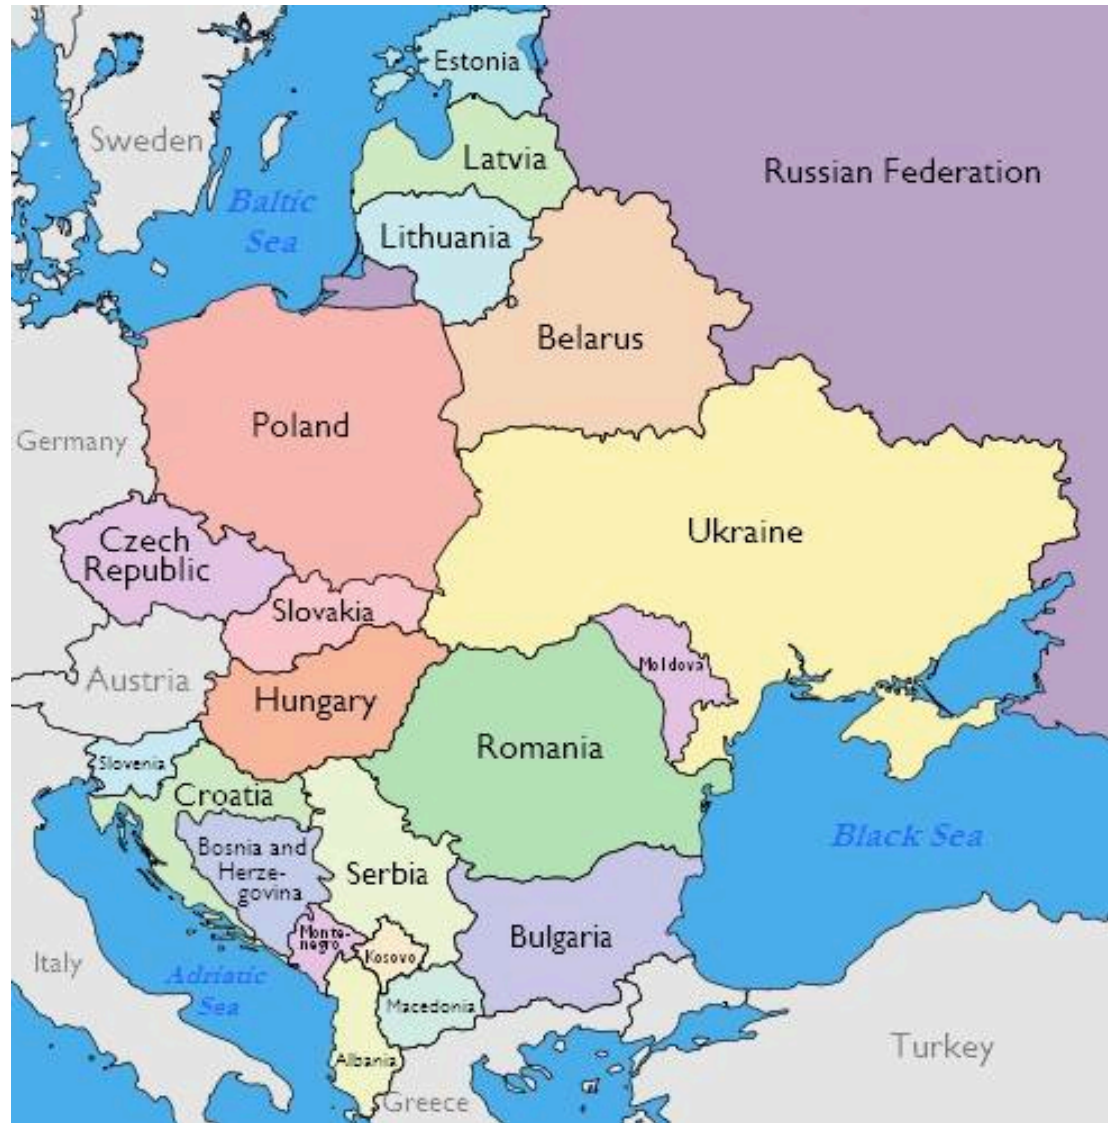 Estonia
Sweden
Latvia
Russian Federation
Baltic
Sea
Lithuania
Belarus
Poland
Germany
Ukraine
Czech
Republic
Slovakia
Moldova
Austria
Hungary
Romania
Slovenia
Croatia
Black Sea
Bosnia and
Herze-
govina
Serbia
Monte-
negro
Bulgaria
Kosovo
Italy
Adriatic
Sea
Macedonia
Turkey
Albania
Greece